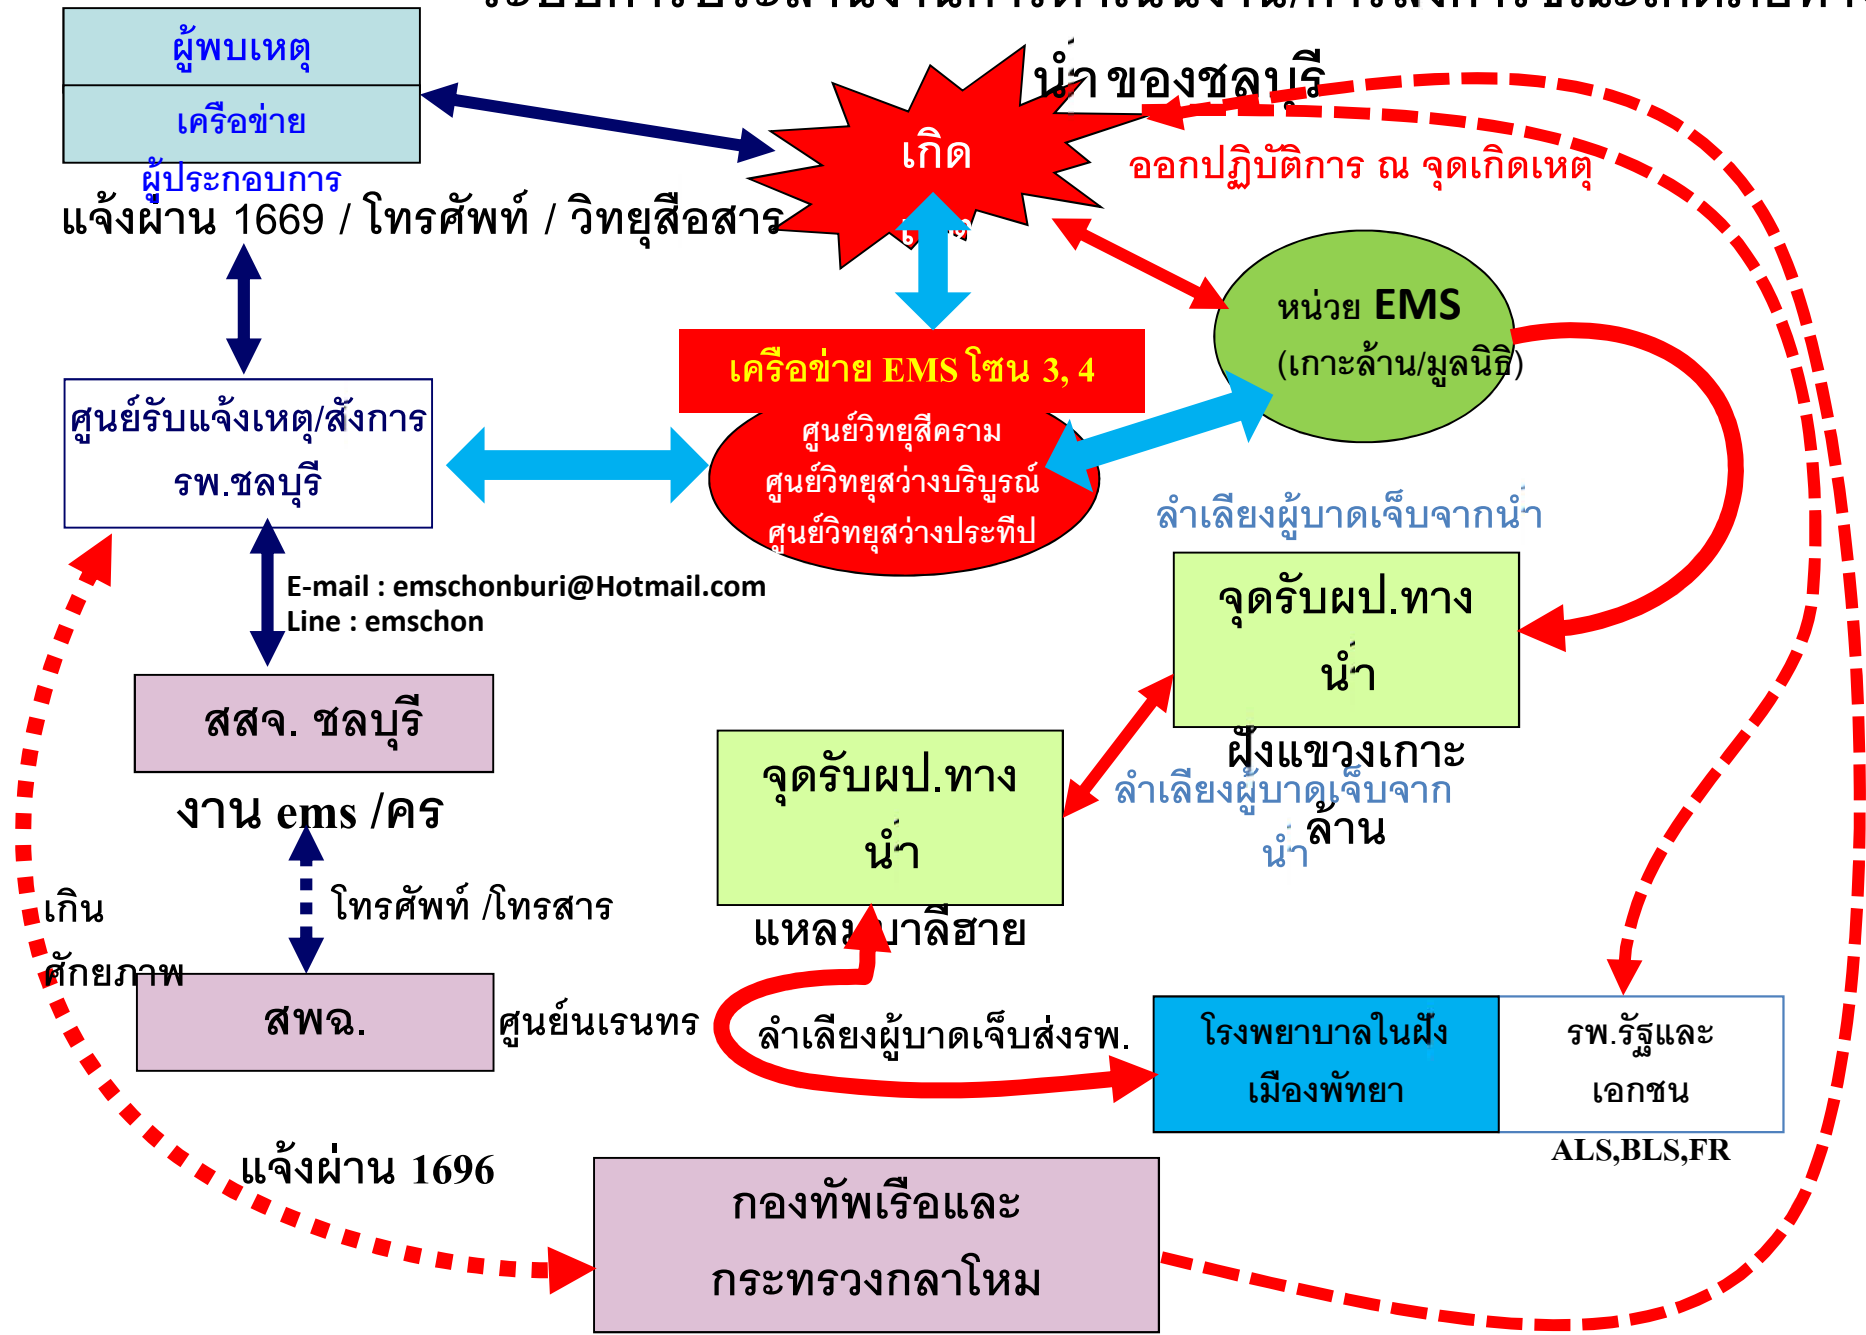 น้ำ ของชลบุรี
ผู้พบเหตุ
เครือข่าย
ผู้ประกอบการ
เกิด
ออกปฏิบัติการ ณ จุดเกิดเหตุ
แจ้งผ่าน 1669 / โทรศัพท์ / วิทยุสื่อสาร
หน่วย EMS
(เกาะล้าน/มูลนิธิ)
เครือข่าย EMS โซน 3, 4
ศูนย์วิทยุสีคราม
ศูนย์วิทยุสว่างบริบูรณ์
ศูนย์วิทยุสว่างประทีป
ศูนย์รับแจ้งเหตุ/สั่งการ
รพ.ชลบุรี
ลำเลียงผู้บาดเจ็บจากน้ำ
E-mail : emschonburi@Hotmail.com
Line : emschon
จุดรับผป.ทาง
น้ำ
ฝั่งแขวงเกาะ
ล้าน
สสจ. ชลบุรี
งาน ems /คร
จุดรับผป.ทาง
น้ำ
แหลมบาลีฮาย
ลำเลียงผู้บาดเจ็บจาก
น้ำ
เกิน
ศักยภาพ
โทรศัพท์ /โทรสาร
สพฉ.
ศูนย์นเรนทร
ลำเลียงผู้บาดเจ็บส่งรพ.
โรงพยาบาลในฝั่ง
เมืองพัทยา
รพ.รัฐและ
เอกชน
ALS,BLS,FR
แจ้งผ่าน 1696
กองทัพเรือและ
กระทรวงกลาโหม